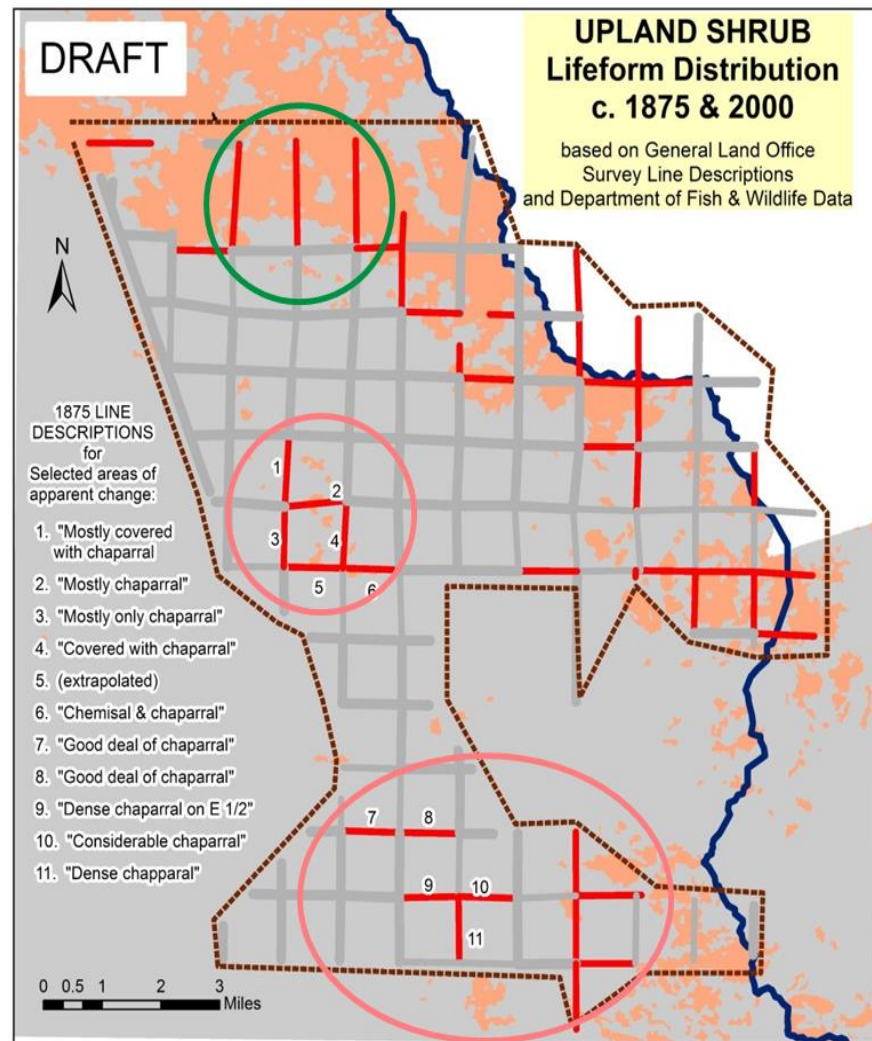 DRAFT
UPLAND SHRUB
Lifeform Distribution
c. 1875 & 2000
based on General Land Office
Survey Line Descriptions
and Department of Fish & Wildlife Data
N
1875 LINE
DESCRIPTIONS
for
Selected areas of
apparent change:
1. "Mostly covered
with chaparral
2. "Mostly chaparral"
3. "Mostly only chaparral"
4. "Covered with chaparral"
5. (extrapolated)
6. "Chemisal & chaparral"
7. "Good deal of chaparral"
8. "Good deal of chaparral"
9. "Dense chaparral on E 1/2"
10. "Considerable chaparral"
11. "Dense chapparal"
1
2
3
4
5
6
7
8
9
10
11
0 0.5 1 2 3
Miles